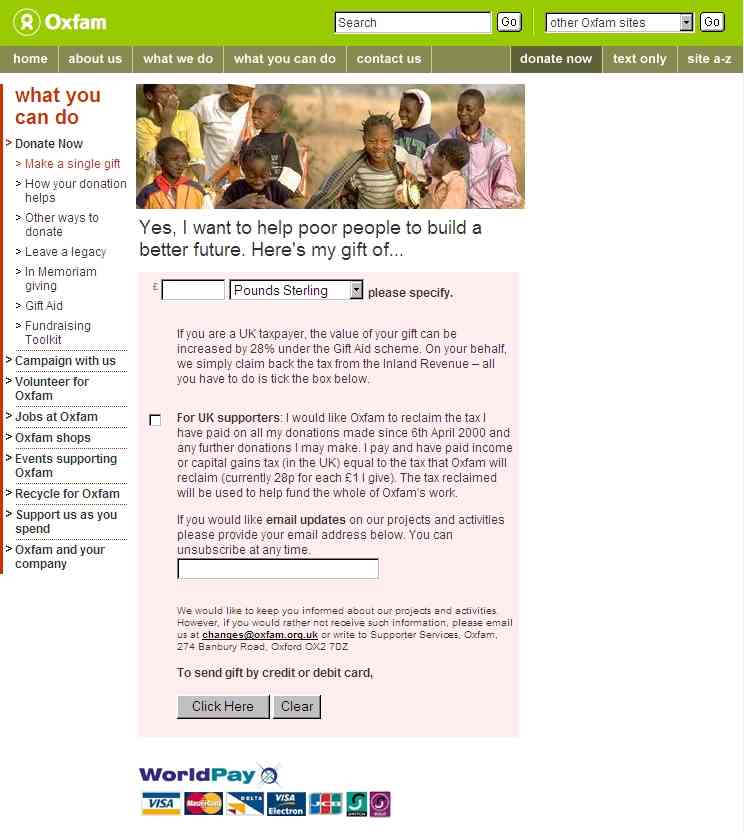 Oxfam
Search
Go
other Oxfam sites
Go
home
about us
what we do
what you can do
contact us
donate now
text only
site a-z
what you
can do
> Donate Now
> Make a single gift
> How your donation
helps
> Other ways to
donate
> Leave a legacy
> In Memoriam
giving
> Gift Aid
> Fundraising
Toolkit
> Campaign with us
> Volunteer for
Oxfam
> Jobs at Oxfam
> Oxfam shops
> Events supporting
Oxfam
> Recycle for Oxfam
> Support us as you
spend
> Oxfam and your
company
Yes, I want to help poor people to build a
better future. Here's my gift of...
£ Pounds Sterling please specify.
If you are a UK taxpayer, the value of your gift can be
increased by 28% under the Gift Aid scheme. On your behalf,
we simply claim back the tax from the Inland Revenue – all
you have to do is tick the box below.
For UK supporters: I would like Oxfam to reclaim the tax I
have paid on all my donations made since 6th April 2000 and
any further donations I may make. I pay and have paid income
or capital gains tax (in the UK) equal to the tax that Oxfam will
reclaim (currently 28p for each £1 I give). The tax reclaimed
will be used to help fund the whole of Oxfam's work.
If you would like email updates on our projects and activities
please provide your email address below. You can
unsubscribe at any time.
We would like to keep you informed about our projects and activities.
However, if you would rather not receive such information, please email
us at changes@oxfam.org.uk or write to Supporter Services, Oxfam,
274 Banbury Road, Oxford OX2 7DZ
To send gift by credit or debit card,
Click Here
Clear
WorldPay
VISA
MasterCard
DELTA
VISA
Electron
JCB
SWITCH
SOLO